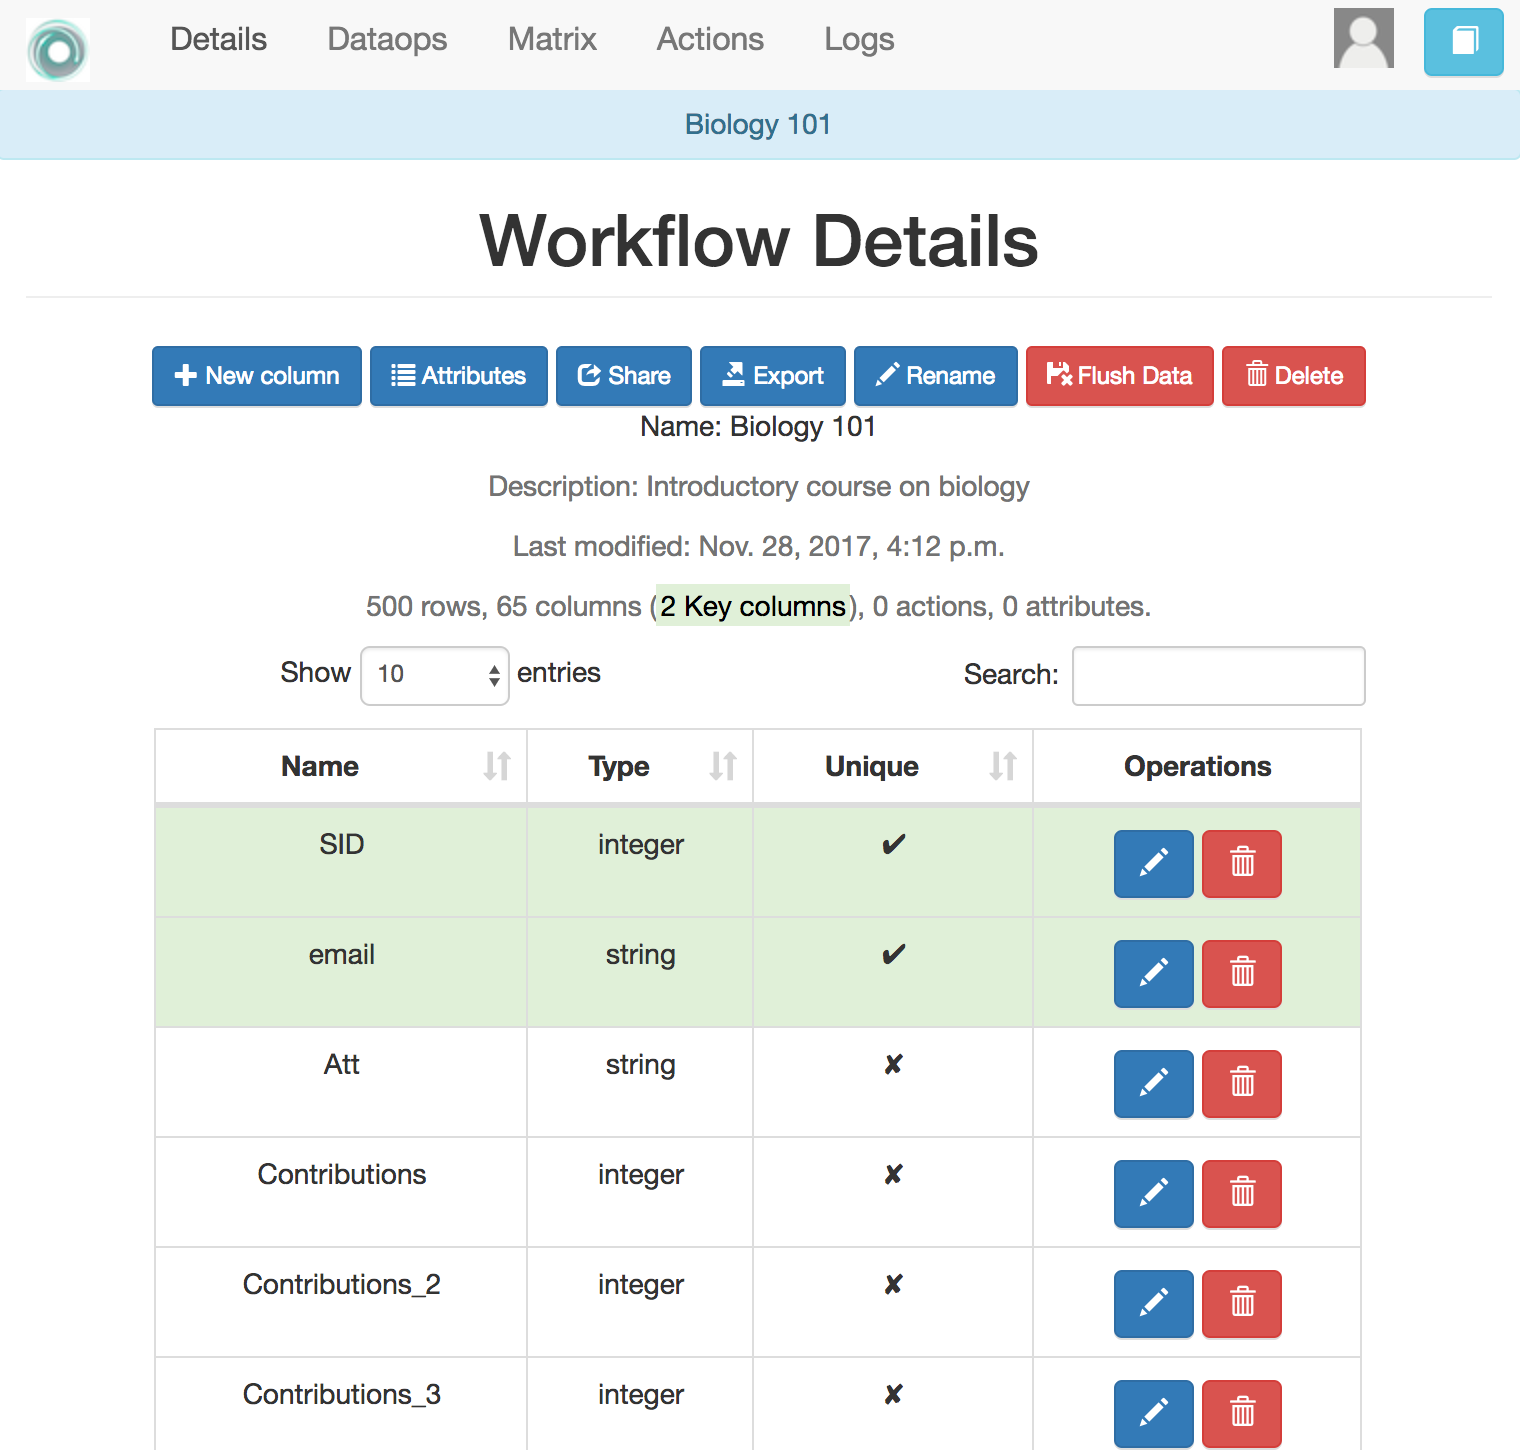 Details Dataops Matrix Actions Logs
Biology 101
Workflow Details
New column Attributes Share Export Rename Flush Data Delete
Name: Biology 101
Description: Introductory course on biology
Last modified: Nov. 28, 2017, 4:12 p.m.
500 rows, 65 columns (2 Key columns), 0 actions, 0 attributes.
Show 10 entries Search:
Name Type Unique Operations
SID integer ✔
email string ✔
Att string ✘
Contributions integer ✘
Contributions_2 integer ✘
Contributions_3 integer ✘